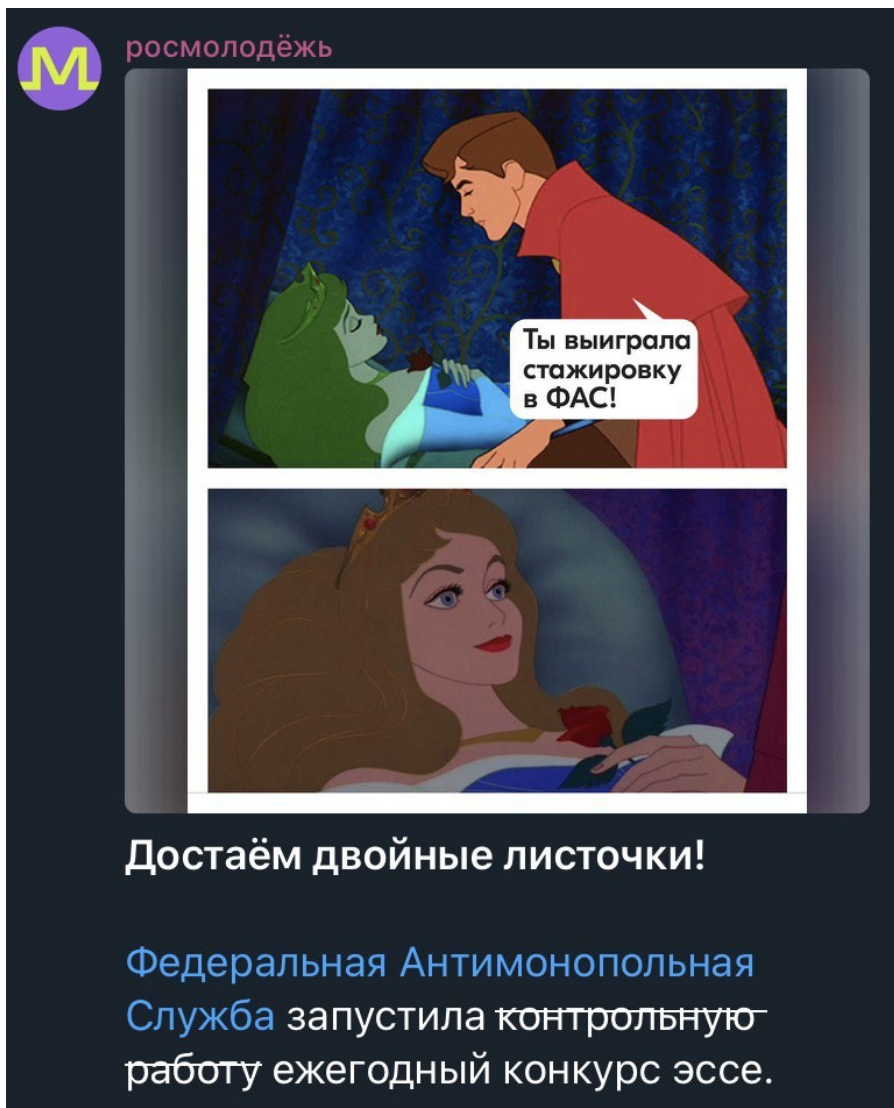 росмолодёжь
Ты выиграла
стажировку
в ФАС!
Достаём двойные листочки!
Федеральная Антимонопольная
Служба запустила контрольную
работу ежегодный конкурс эссе.